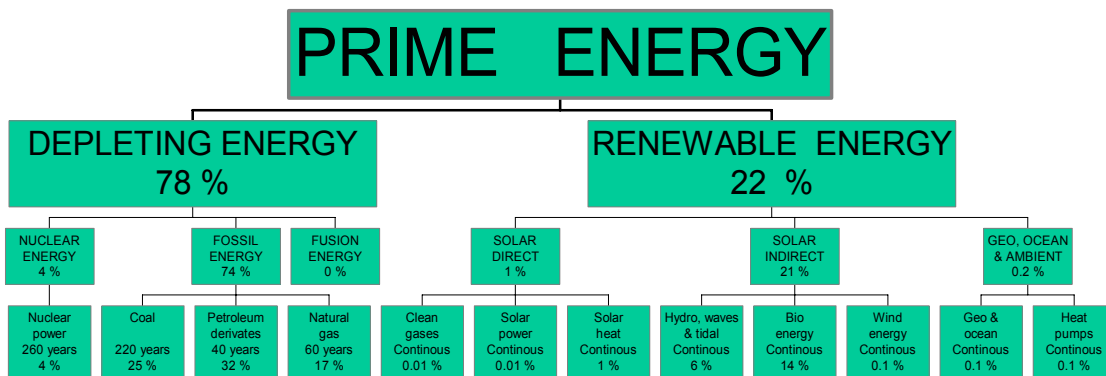 PRIME ENERGY
DEPLETING ENERGY
78 %
RENEWABLE ENERGY
22 %
NUCLEAR
ENERGY
4 %
FOSSIL
ENERGY
74 %
FUSION
ENERGY
0 %
SOLAR
DIRECT
1 %
SOLAR
INDIRECT
21 %
GEO, OCEAN
& AMBIENT
0.2 %
Nuclear
power
260 years
4 %
Coal
220 years
25 %
Petroleum
derivates
40 years
32 %
Natural
gas
60 years
17 %
Clean
gases
Continous
0.01 %
Solar
power
Continous
0.01 %
Solar
heat
Continous
1 %
Hydro, waves
& tidal
Continous
6 %
Bio
energy
Continous
14 %
Wind
energy
Continous
0.1 %
Geo &
ocean
Continous
0.1 %
Heat
pumps
Continous
0.1 %